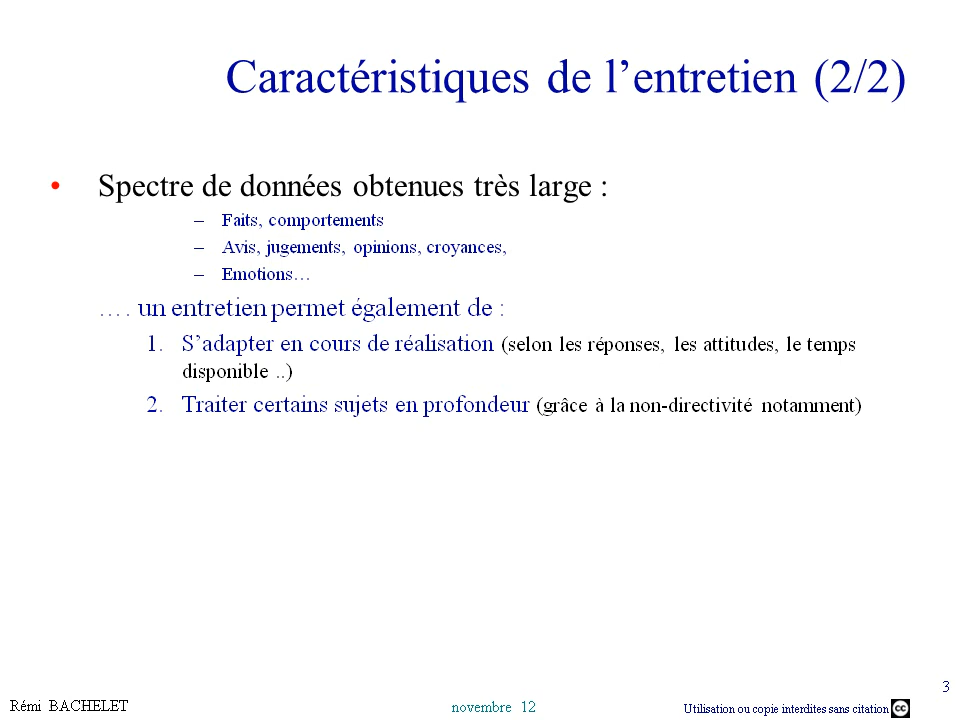 Caractéristiques de l’entretien (2/2)
• Spectre de données obtenues très large :
– Faits, comportements
– Avis, jugements, opinions, croyances,
– Emotions…
…. un entretien permet également de :
1. S’adapter en cours de réalisation (selon les réponses, les attitudes, le temps
disponible ..)
2. Traiter certains sujets en profondeur (grâce à la non-directivité notamment)
3
Rémi BACHELET
novembre 12
Utilisation ou copie interdites sans citation
cc